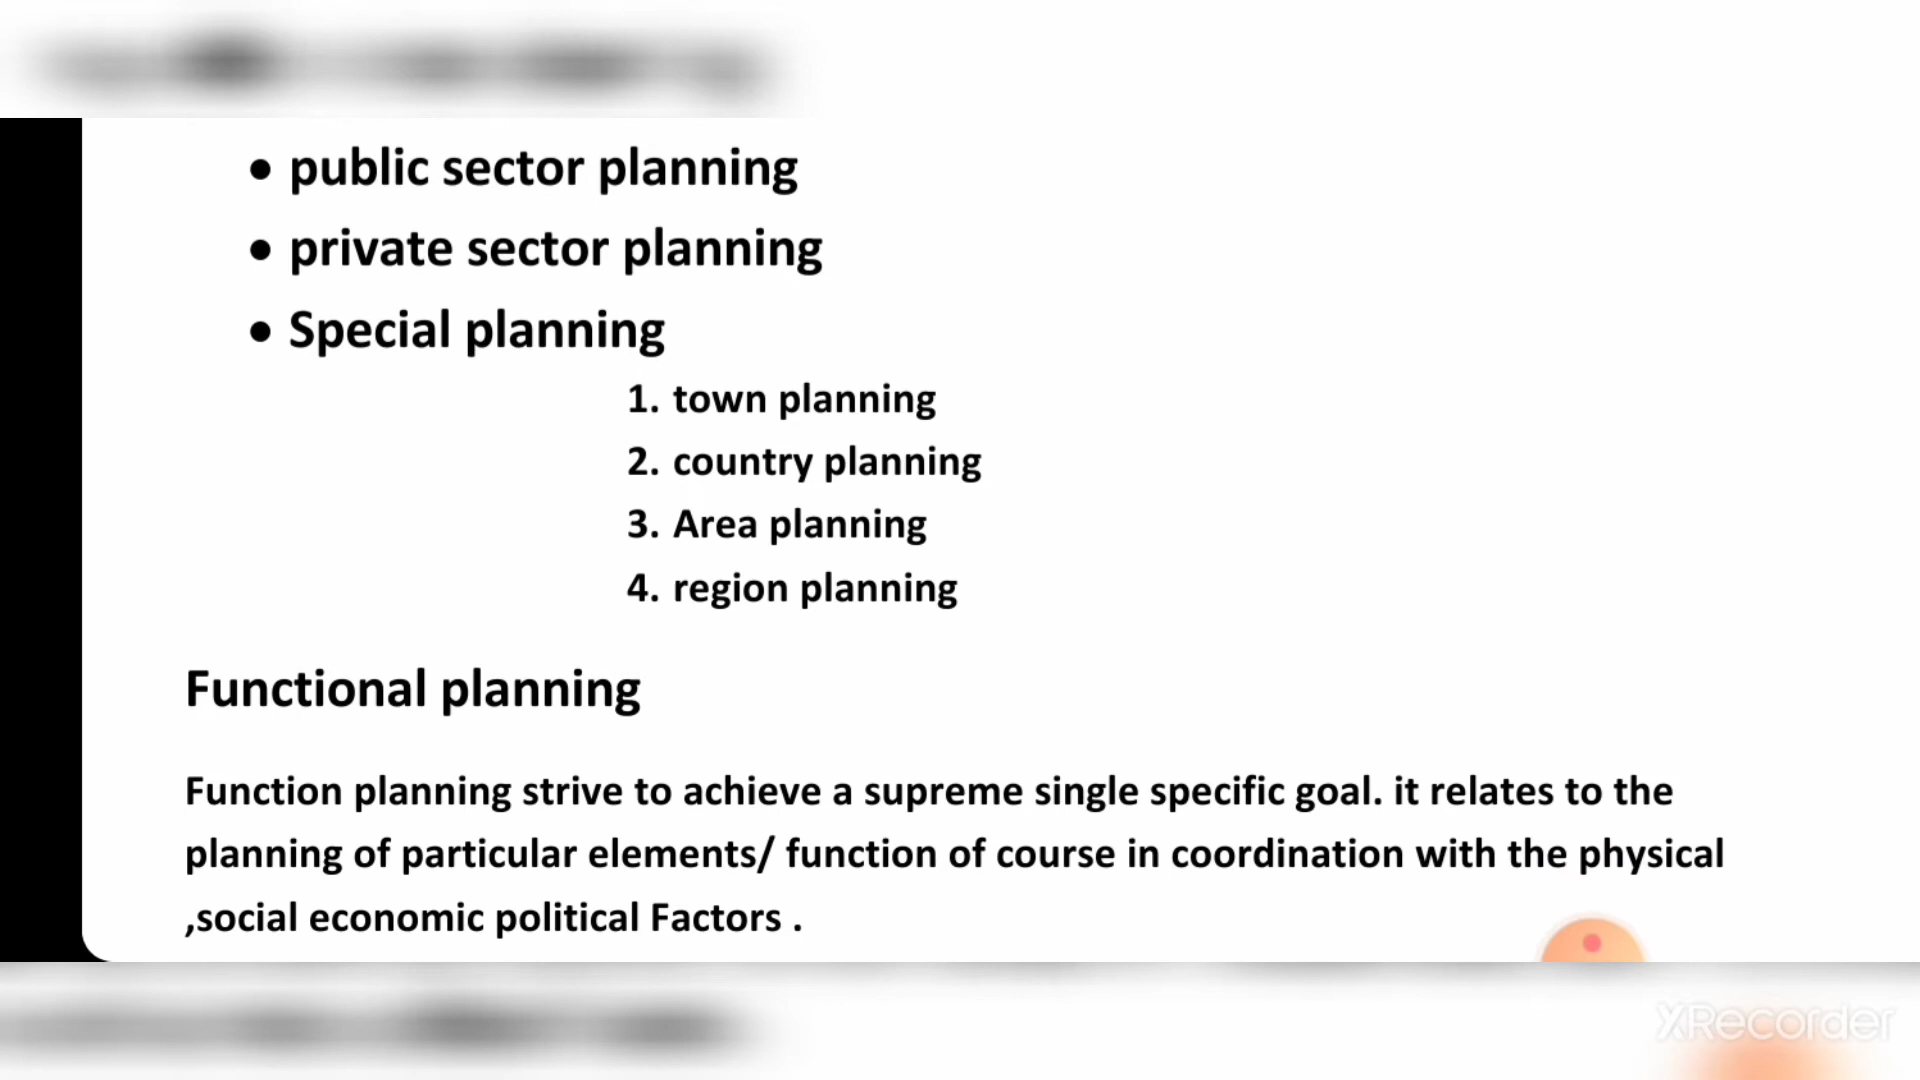 • public sector planning
• private sector planning
• Special planning
1. town planning
2. country planning
3. Area planning
4. region planning
Functional planning
Function planning strive to achieve a supreme single specific goal. it relates to the
planning of particular elements/ function of course in coordination with the physical
,social economic political Factors .
XRecorder